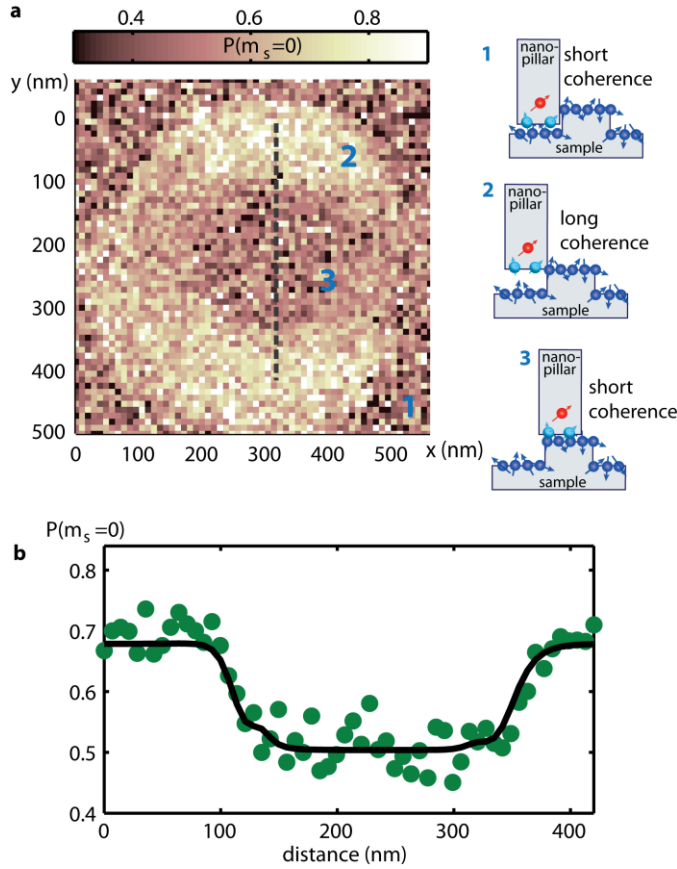 a
0.4 0.6 0.8
P(m_s=0)
y (nm)
0
100
200
300
400
500
0 100 200 300 400 500
x (nm)
2
3
1
1
nano-
pillar
short
coherence
sample
2
nano-
pillar
long
coherence
sample
3
nano-
pillar
short
coherence
sample
b
P(m_s=0)
0.8
0.7
0.6
0.5
0.4
0 100 200 300 400
distance (nm)